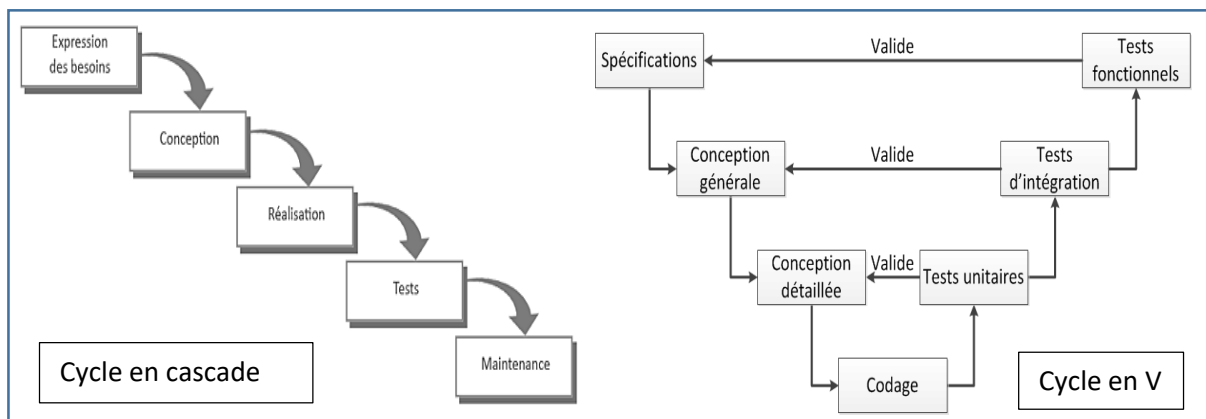 Expression
des besoins
Conception
Réalisation
Tests
Maintenance
Cycle en cascade
Spécifications
Valide
Tests
fonctionnels
Conception
générale
Valide
Tests
d'intégration
Conception
détaillée
Valide
Tests unitaires
Codage
Cycle en V